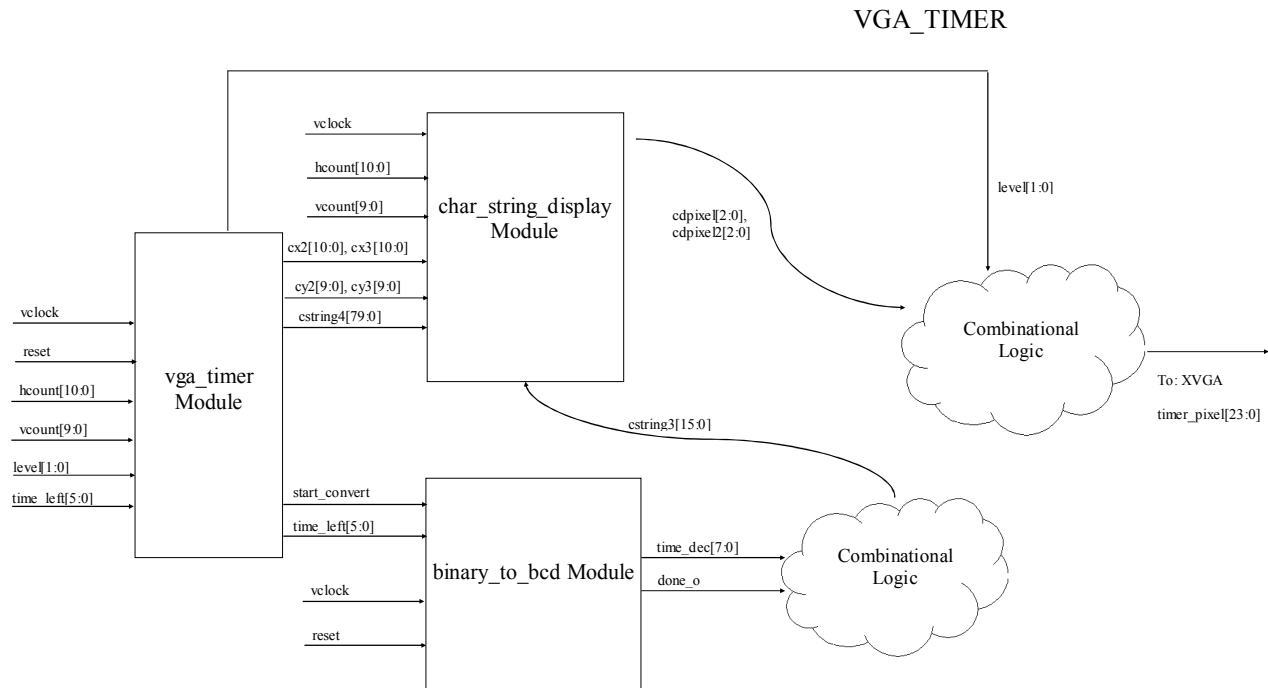 VGA_TIMER
vclock
hcount[10:0]
vcount[9:0]
cx2[10:0], cx3[10:0]
cy2[9:0], cy3[9:0]
cstring4[79:0]
char_string_display
Module
cdpixel[2:0],
cdpixel2[2:0]
level[1:0]
vclock
reset
hcount[10:0]
vcount[9:0]
level[1:0]
time_left[5:0]
vga_timer
Module
Combinational
Logic
To: XVGA
timer_pixel[23:0]
cstring3[15:0]
start_convert
time_left[5:0]
vclock
reset
binary_to_bcd Module
time_dec[7:0]
done_o
Combinational
Logic